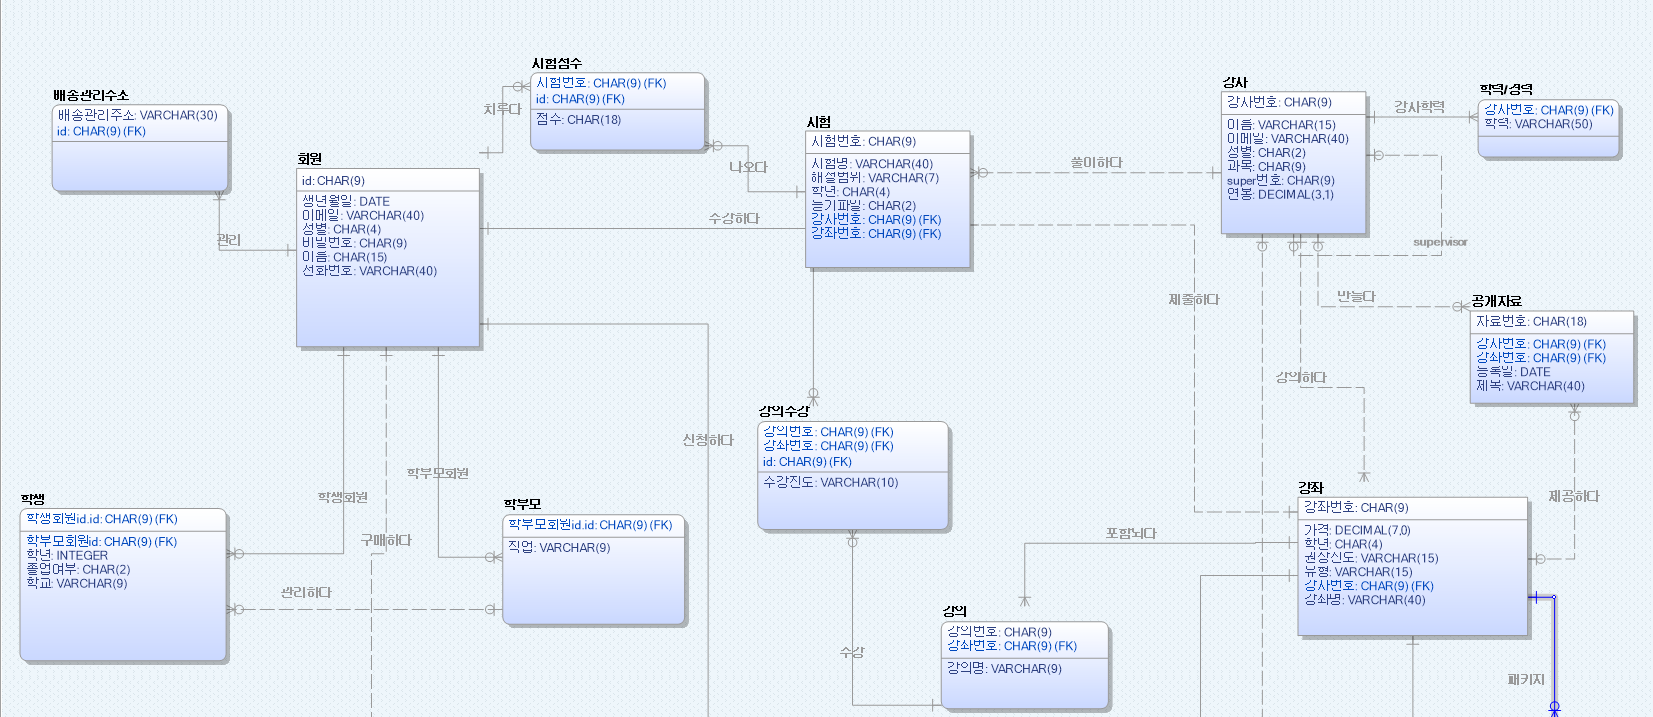 배송관리주소
배송관리주소: VARCHAR(30)
id: CHAR(9) (FK)
관리
회원
id: CHAR(9)
생년월일: DATE
이메일: VARCHAR(40)
성별: CHAR(4)
비밀번호: CHAR(9)
이름: CHAR(15)
전화번호: VARCHAR(40)
시험점수
시험번호: CHAR(9) (FK)
id: CHAR(9) (FK)
점수: CHAR(18)
치루다
나오다
수강하다
시험
시험번호: CHAR(9)
시험명: VARCHAR(40)
해설범위: VARCHAR(7)
학년: CHAR(4)
듣기파일: CHAR(2)
강사번호: CHAR(9) (FK)
강좌번호: CHAR(9) (FK)
풀이하다
강사
강사번호: CHAR(9)
이름: VARCHAR(15)
이메일: VARCHAR(40)
성별: CHAR(2)
과목: CHAR(9)
super번호: CHAR(9)
연봉: DECIMAL(3,1)
강사학력
학력/경력
강사번호: CHAR(9) (FK)
학력: VARCHAR(50)
supervisor
제출하다
만들다
강의하다
공개자료
자료번호: CHAR(18)
강사번호: CHAR(9) (FK)
강좌번호: CHAR(9) (FK)
등록일: DATE
제목: VARCHAR(40)
제공하다
강의수강
강의번호: CHAR(9) (FK)
강좌번호: CHAR(9) (FK)
id: CHAR(9) (FK)
수강진도: VARCHAR(10)
신청하다
학부모회원
학생회원
구매하다
학생
학생회원id.id: CHAR(9) (FK)
학부모회원id: CHAR(9) (FK)
학년: INTEGER
졸업여부: CHAR(2)
학교: VARCHAR(9)
관리하다
학부모
학부모회원id.id: CHAR(9) (FK)
직업: VARCHAR(9)
포함되다
수강
강의
강의번호: CHAR(9)
강좌번호: CHAR(9) (FK)
강의명: VARCHAR(9)
강좌
강좌번호: CHAR(9)
가격: DECIMAL(7,0)
학년: CHAR(4)
권장진도: VARCHAR(15)
유형: VARCHAR(15)
강사번호: CHAR(9) (FK)
강좌명: VARCHAR(40)
패키지